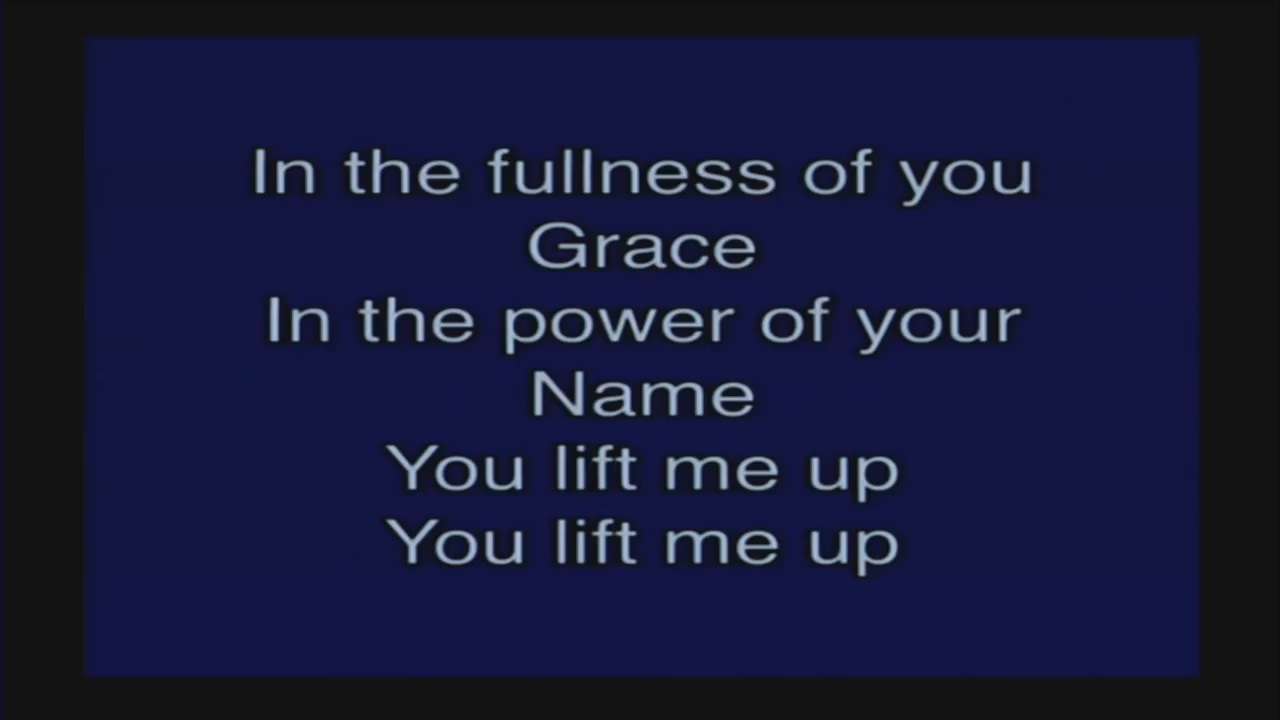 In the fullness of you
Grace
In the power of your
Name
You lift me up
You lift me up